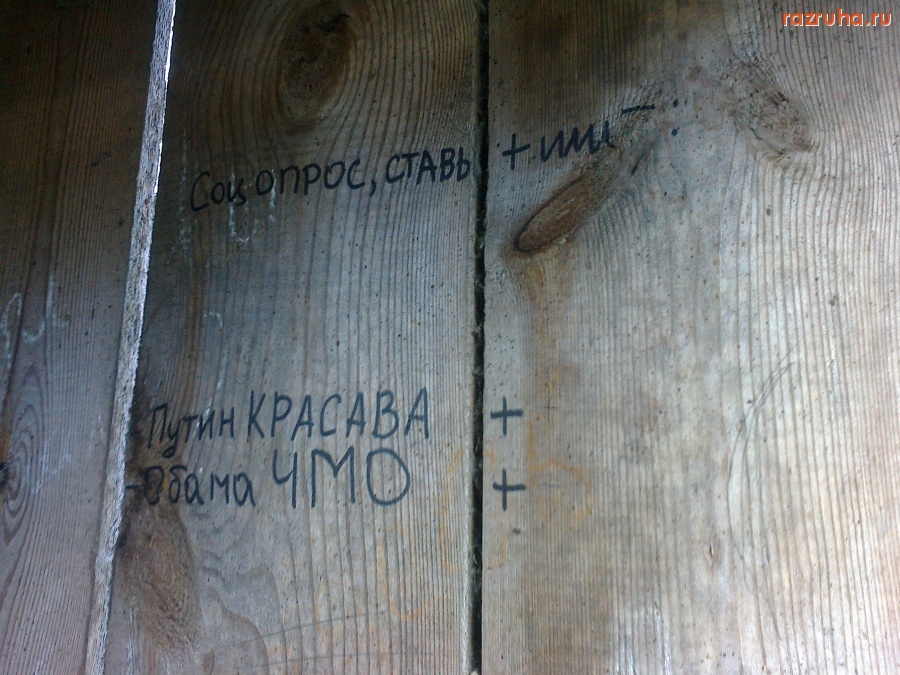 razruha.ru
Соц опрос, ставь + или - :
- Путин КРАСАВА +
- Обама ЧМО +